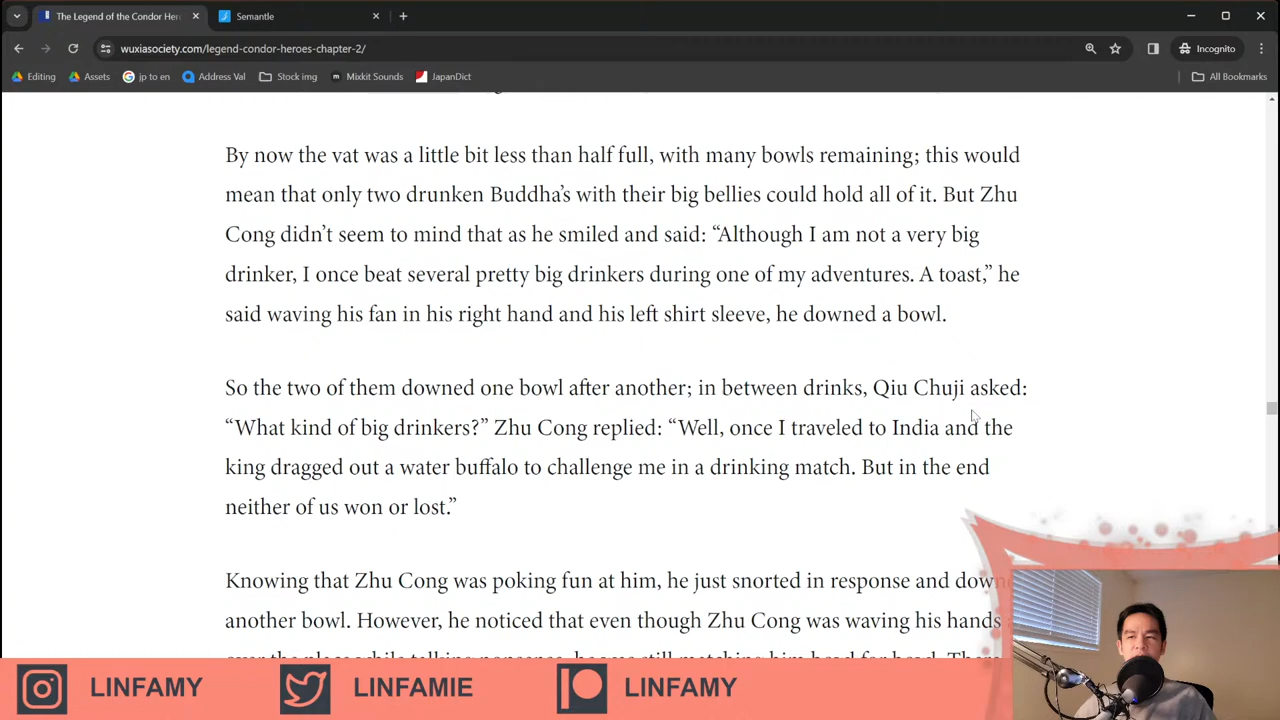 The Legend of the Condor Her
Semantle
wuxiasociety.com/legend-condor-heroes-chapter-2/
Incognito
Editing
Assets
jp to en
Address Val
Stock img
Mixkit Sounds
JapanDict
All Bookmarks
By now the vat was a little bit less than half full, with many bowls remaining; this would
mean that only two drunken Buddha’s with their big bellies could hold all of it. But Zhu
Cong didn’t seem to mind that as he smiled and said: “Although I am not a very big
drinker, I once beat several pretty big drinkers during one of my adventures. A toast,” he
said waving his fan in his right hand and his left shirt sleeve, he downed a bowl.
So the two of them downed one bowl after another; in between drinks, Qiu Chuji asked:
“What kind of big drinkers?” Zhu Cong replied: “Well, once I traveled to India and the
king dragged out a water buffalo to challenge me in a drinking match. But in the end
neither of us won or lost.”
Knowing that Zhu Cong was poking fun at him, he just snorted in response and down
another bowl. However, he noticed that even though Zhu Cong was waving his hands
LINFAMY
LINFAMIE
LINFAMY